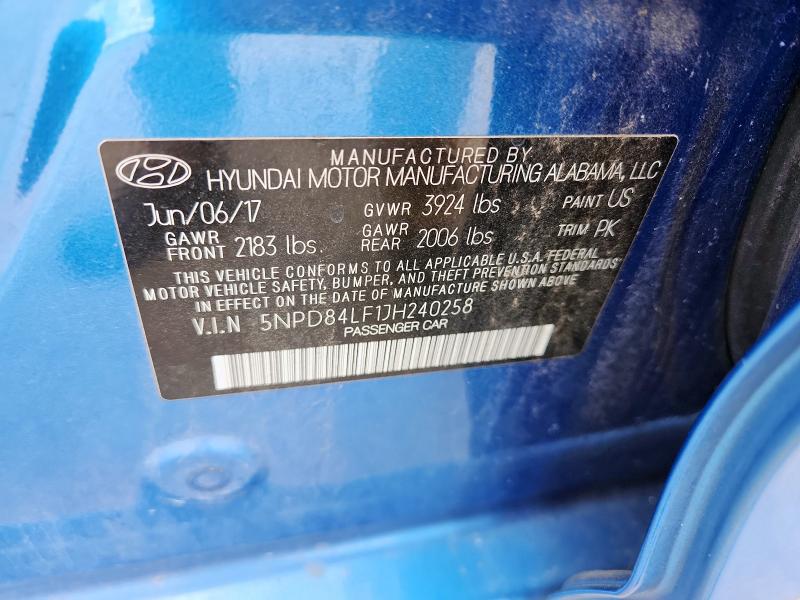 MANUFACTURED BY
HYUNDAI MOTOR MANUFACTURING ALABAMA, LLC
Jun/06/17 GVWR 3924 lbs PAINT US
GAWR FRONT 2183 lbs. GAWR REAR 2006 lbs TRIM PK
THIS VEHICLE CONFORMS TO ALL APPLICABLE U.S.A. FEDERAL
MOTOR VEHICLE SAFETY, BUMPER, AND THEFT PREVENTION STANDARDS
IN EFFECT ON THE DATE OF MANUFACTURE SHOWN ABOVE
V.I.N 5NPD84LF1JH240258
PASSENGER CAR